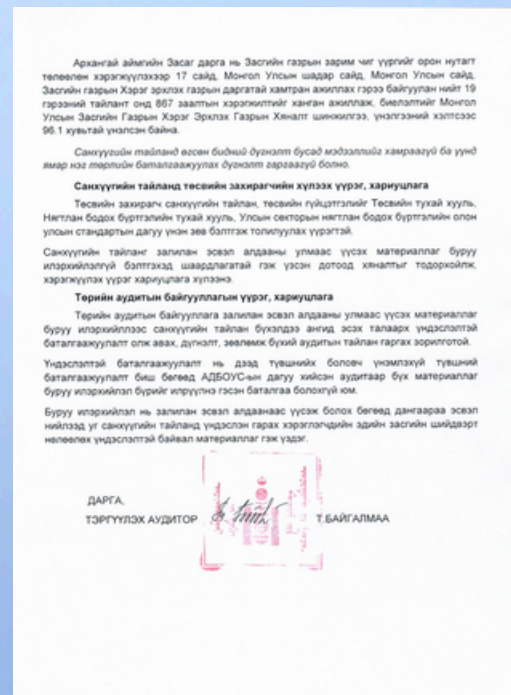 Архангай аймгийн Засаг дарга нь Засгийн газрын зарим чиг үүргийг орон нутагт
төлөөлөн хэрэгжүүлэхээр 17 сайд, Монгол Улсын шадар сайд, Монгол Улсын сайд,
Засгийн газрын Хэрэг эрхлэх газрын даргатай хамтран ажиллах гэрээ байгуулан нийт 19
гэрээний тайлант онд 867 заалтын хэрэгжилтийг ханган ажиллаж, биелэлтийг Монгол
Улсын Засгийн Газрын Хэрэг Эрхлэх Газрын Хяналт шинжилгээ, үнэлгээний хэлтсээс
96.1 хувьтай үнэлсэн байна.
Санхүүгийн тайланд өгсөн бидний дүгнэлт бусад мэдээллийг хамраагүй ба үүнд
ямар нэг төрлийн баталгаажуулах дүгнэлт гаргаагүй болно.
Санхүүгийн тайланд төсвийн захирагчийн хүлээх үүрэг, хариуцлага
Төсвийн захирагч санхүүгийн тайлан, төсвийн гүйцэтгэлийг Төсвийн тухай хууль,
Нягтлан бодох бүртгэлийн тухай хууль, Улсын секторын нягтлан бодох бүртгэлийн олон
улсын стандартын дагуу үнэн зөв бэлтгэж толилуулах үүрэгтэй.
Санхүүгийн тайланг залилан эсвэл алдааны улмаас үүсэх материаллаг буруу
илэрхийлэлгүй бэлтгэхэд шаардлагатай гэж үзсэн дотоод хяналтыг тодорхойлж,
хэрэгжүүлэх үүрэг хариуцлага хүлээнэ.
Төрийн аудитын байгууллагын үүрэг, хариуцлага
Төрийн аудитын байгууллага залилан эсвэл алдааны улмаас үүсэх материаллаг
буруу илэрхийллээс санхүүгийн тайлан бүхэлдээ ангид эсэх талаарх үндэслэлтэй
баталгаажуулалт олж авах, дүгнэлт, зөвлөмж бүхий аудитын тайлан гаргах зорилготой.
Үндэслэлтэй баталгаажуулалт нь дээд түвшнийх боловч үнэмлэхүй түвшний
баталгаажуулалт биш бөгөөд АДБОУС-ын дагуу хийсэн аудитаар бүх материаллаг
буруу илэрхийлэл бүрийг илрүүлнэ гэсэн баталгаа болохгүй юм.
Буруу илэрхийлэл нь залилан эсвэл алдаанаас үүсэж болох бөгөөд дангаараа эсвэл
нийлээд уг санхүүгийн тайланд үндэслэн гарах хэрэглэгчдийн эдийн засгийн шийдвэрт
нөлөөлөх үндэслэлтэй байвал материаллаг гэж үздэг.
ДАРГА,
ТЭРГҮҮЛЭХ АУДИТОР Т.БАЙГАЛМАА